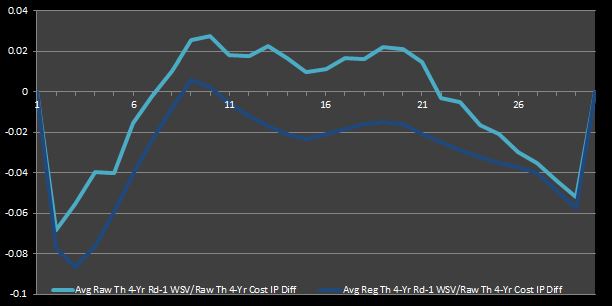 0.04
0.02
0
-0.02
-0.04
-0.06
-0.08
-0.1
1 6 11 16 21 26
Avg Raw Th 4-Yr Rd-1 WSV/Raw Th 4-Yr Cost IP Diff
Avg Reg Th 4-Yr Rd-1 WSV/Raw Th 4-Yr Cost IP Diff